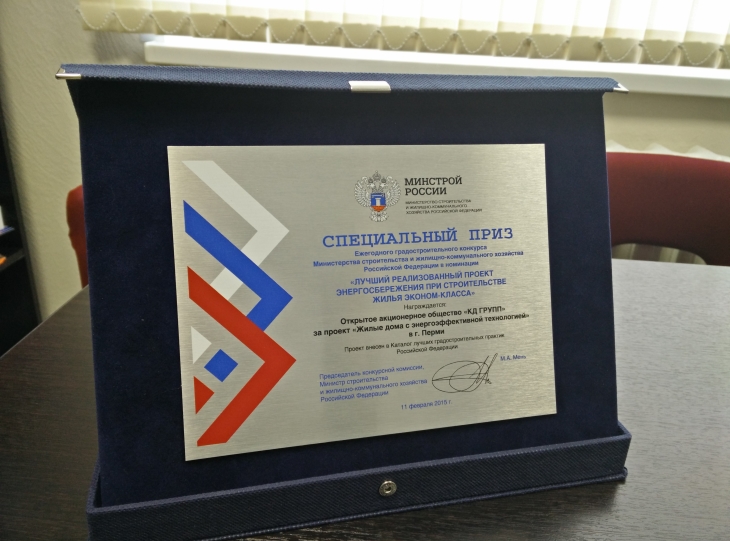 МИНСТРОЙ
РОССИИ
МИНИСТЕРСТВО СТРОИТЕЛЬСТВА
И ЖИЛИЩНО-КОММУНАЛЬНОГО
ХОЗЯЙСТВА РОССИЙСКОЙ ФЕДЕРАЦИИ
СПЕЦИАЛЬНЫЙ ПРИЗ
Ежегодного градостроительного конкурса
Министерства строительства и жилищно-коммунального хозяйства
Российской Федерации в номинации
«ЛУЧШИЙ РЕАЛИЗОВАННЫЙ ПРОЕКТ
ЭНЕРГОСБЕРЕЖЕНИЯ ПРИ СТРОИТЕЛЬСТВЕ
ЖИЛЬЯ ЭКОНОМ-КЛАССА»
Награждается:
Открытое акционерное общество «КД ГРУПП»
за проект «Жилые дома с энергоэффективной технологией»
в г. Перми
Проект внесен в Каталог лучших градостроительных практик
Российской Федерации
Председатель конкурсной комиссии,
Министр строительства
и жилищно-коммунального хозяйства
Российской Федерации
М.А. Мень
11 февраля 2015 г.